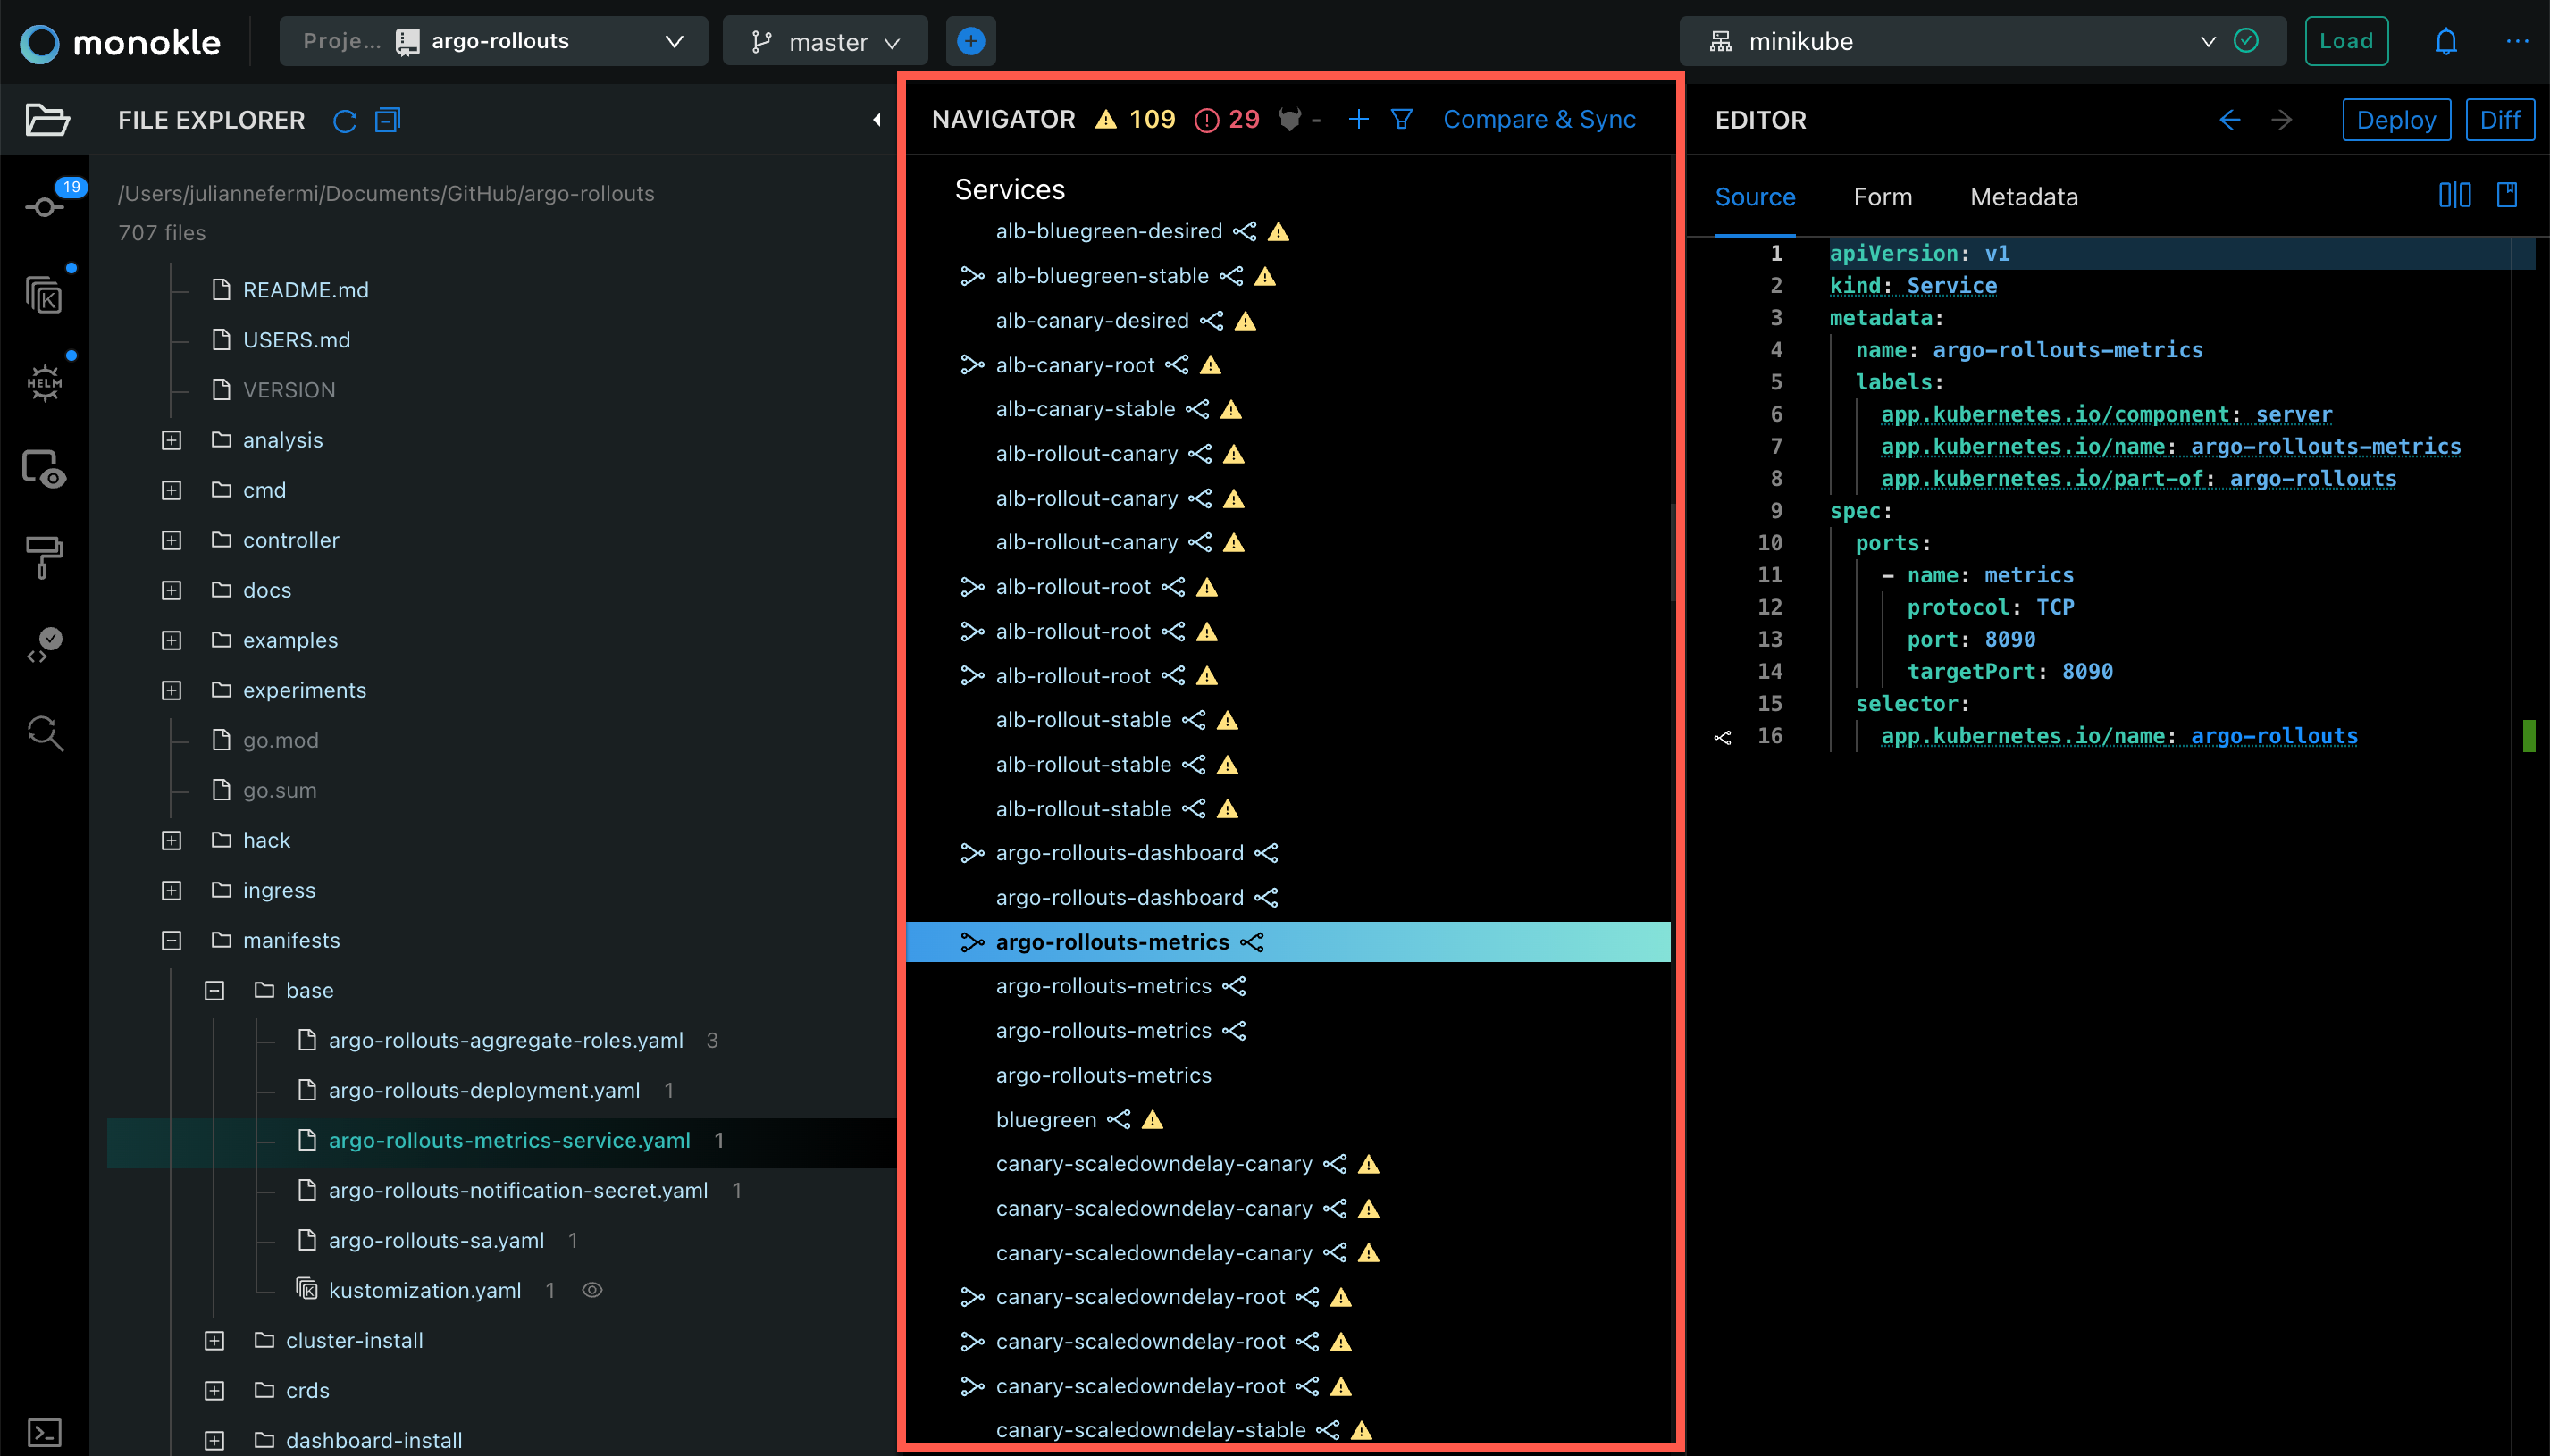 monokle
Proje... argo-rollouts
master
minikube
Load
FILE EXPLORER
19
/Users/juliannefermi/Documents/GitHub/argo-rollouts
707 files
README.md
USERS.md
VERSION
analysis
cmd
controller
docs
examples
experiments
go.mod
go.sum
hack
ingress
manifests
base
argo-rollouts-aggregate-roles.yaml 3
argo-rollouts-deployment.yaml 1
argo-rollouts-metrics-service.yaml 1
argo-rollouts-notification-secret.yaml 1
argo-rollouts-sa.yaml 1
K kustomization.yaml 1
cluster-install
crds
dashboard-install
K
HELM
NAVIGATOR 109 29 - Compare & Sync
Services
alb-bluegreen-desired
alb-bluegreen-stable
alb-canary-desired
alb-canary-root
alb-canary-stable
alb-rollout-canary
alb-rollout-canary
alb-rollout-canary
alb-rollout-root
alb-rollout-root
alb-rollout-root
alb-rollout-stable
alb-rollout-stable
alb-rollout-stable
argo-rollouts-dashboard
argo-rollouts-dashboard
argo-rollouts-metrics
argo-rollouts-metrics
argo-rollouts-metrics
argo-rollouts-metrics
bluegreen
canary-scaledowndelay-canary
canary-scaledowndelay-canary
canary-scaledowndelay-canary
canary-scaledowndelay-root
canary-scaledowndelay-root
canary-scaledowndelay-root
canary-scaledowndelay-stable
EDITOR
Deploy Diff
Source Form Metadata
1 apiVersion: v1
2 kind: Service
3 metadata:
4 name: argo-rollouts-metrics
5 labels:
6 app.kubernetes.io/component: server
7 app.kubernetes.io/name: argo-rollouts-metrics
8 app.kubernetes.io/part-of: argo-rollouts
9 spec:
10 ports:
11 - name: metrics
12 protocol: TCP
13 port: 8090
14 targetPort: 8090
15 selector:
16 app.kubernetes.io/name: argo-rollouts